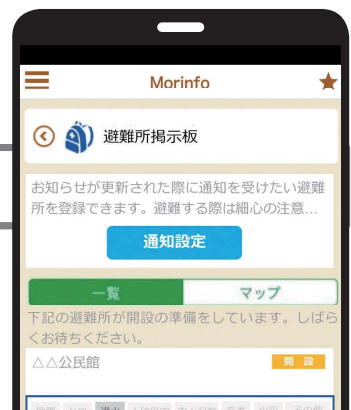 Morinfo
避難所掲示板
お知らせが更新された際に通知を受けたい避難
所を登録できます。避難する際は細心の注意...
通知設定
一覧
マップ
下記の避難所が開設の準備をしています。しばら
くお待ちください。
△△公民館
開 設